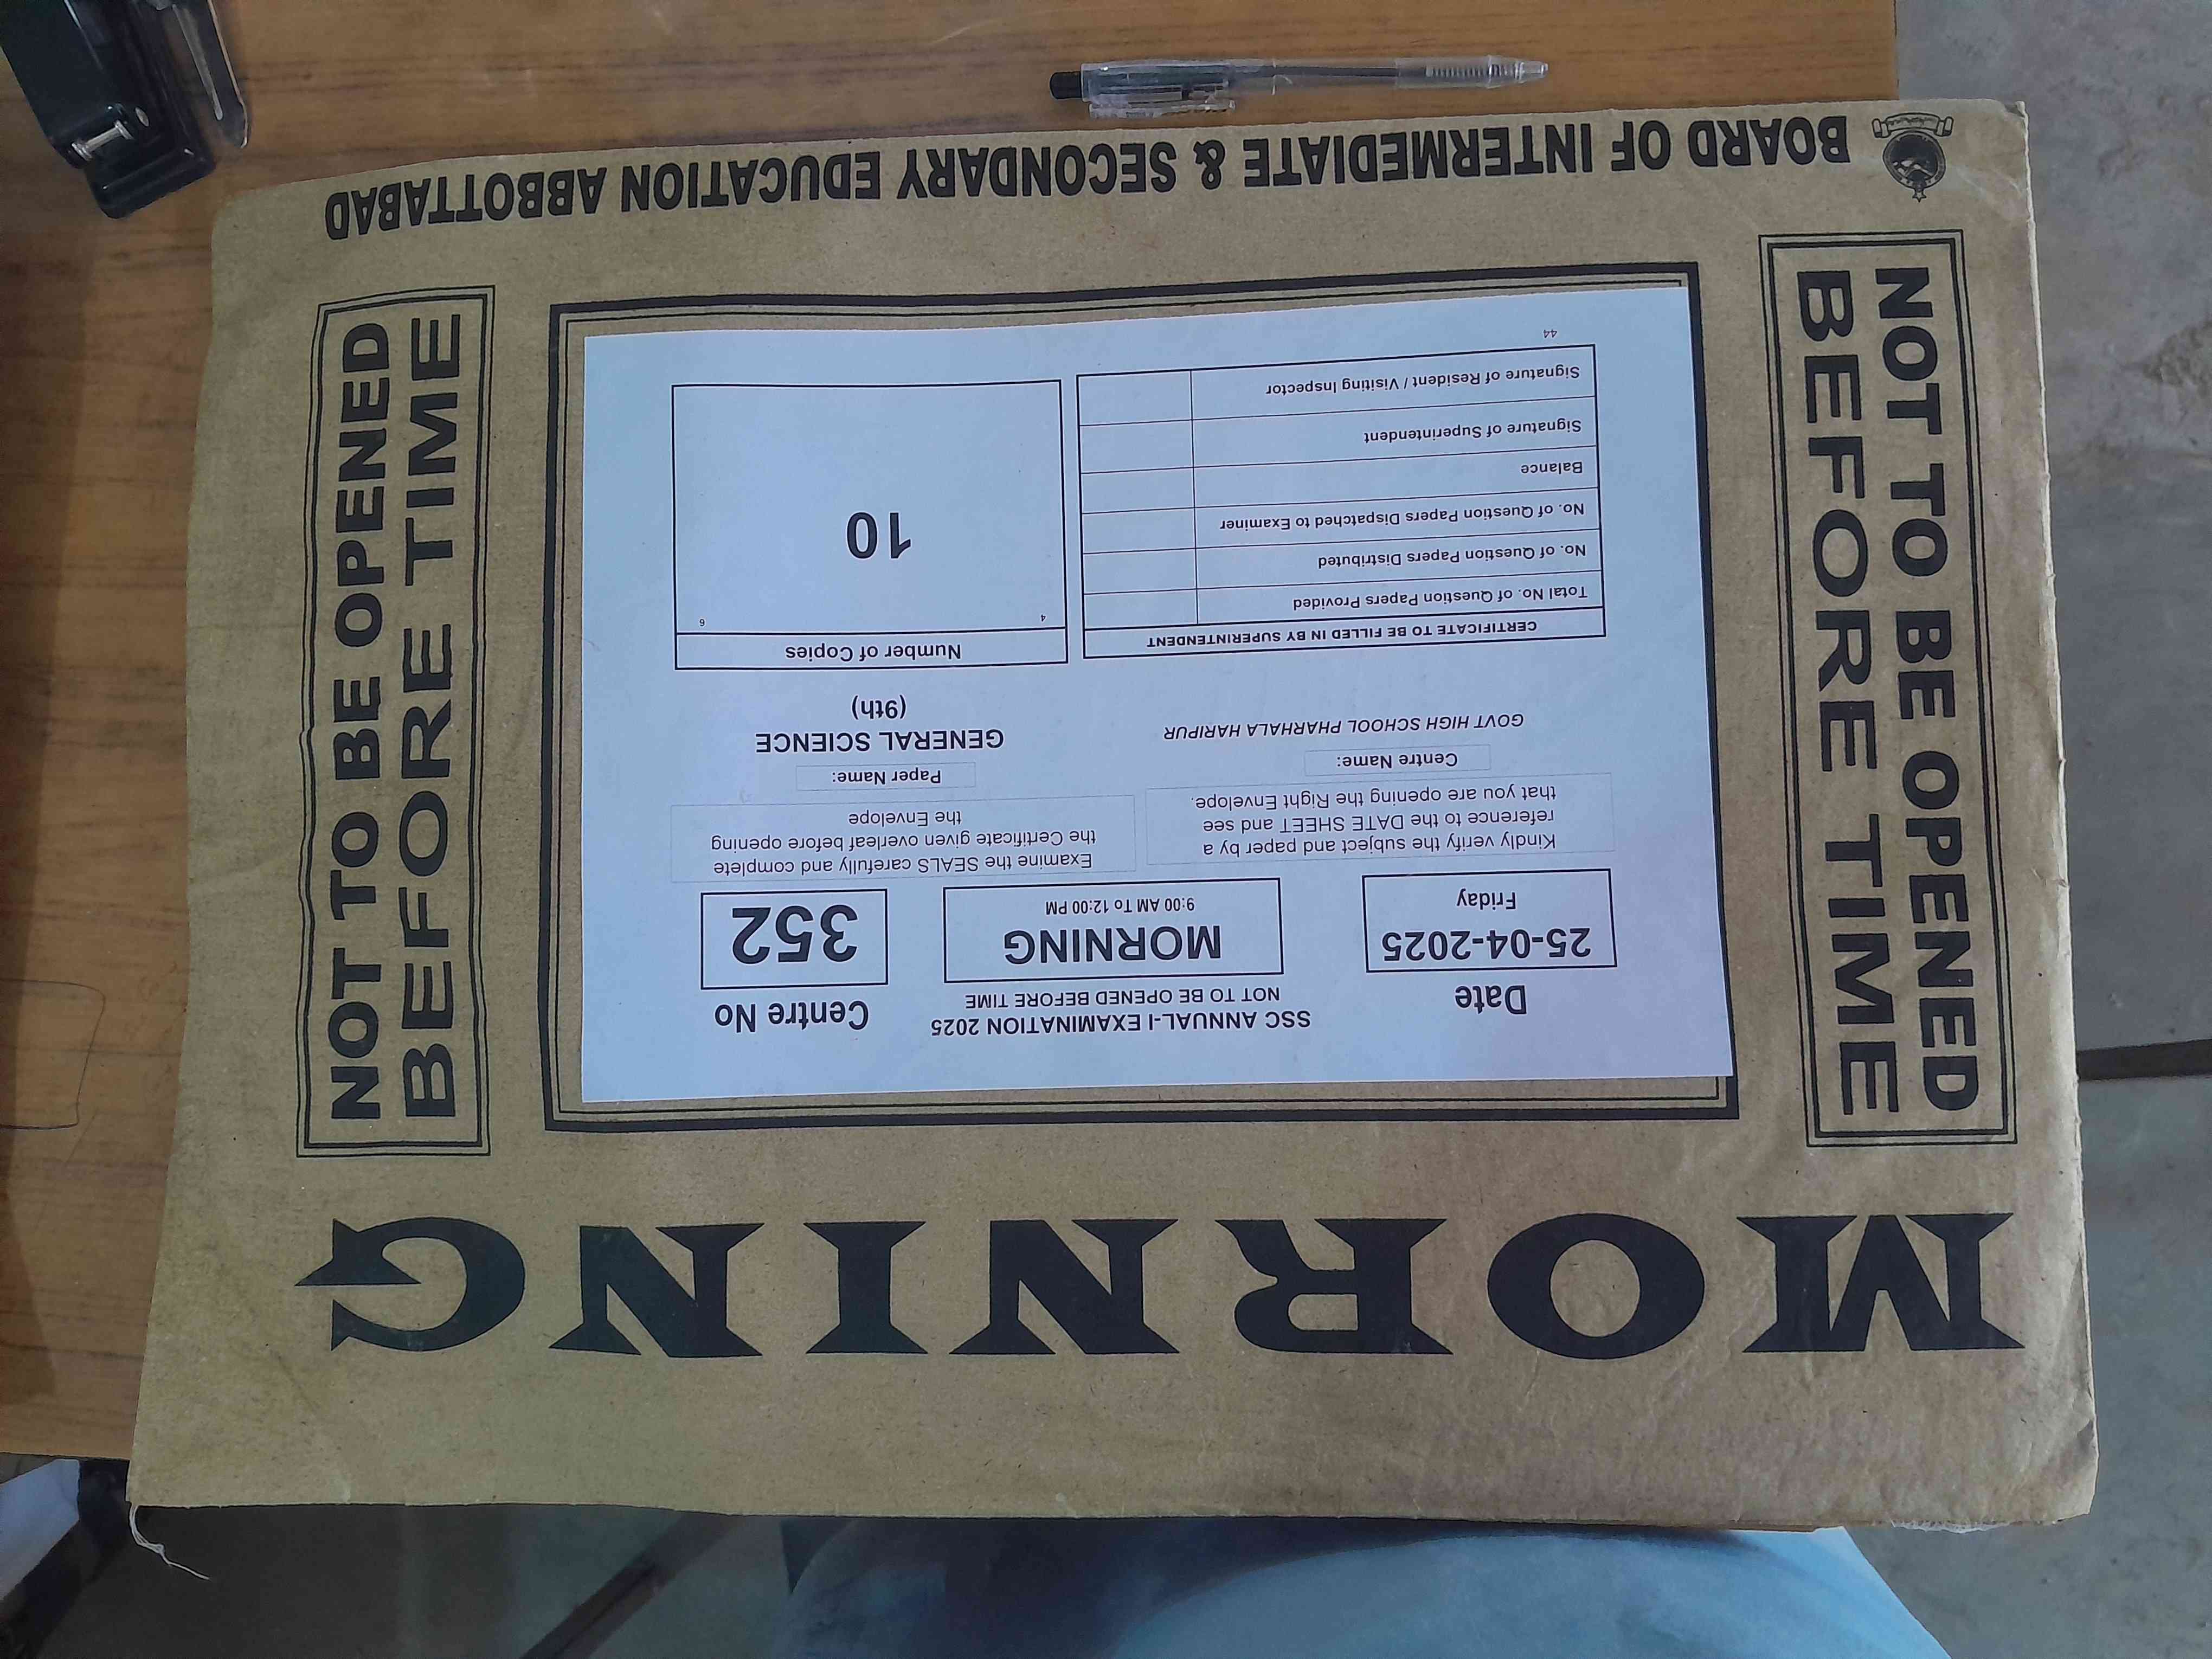 BOARD OF INTERMEDIATE & SECONDARY EDUCATION ABBOTTABAD
MORNING
NOT TO BE OPENED
BEFORE TIME
NOT TO BE OPENED
BEFORE TIME
SSC ANNUAL-I EXAMINATION 2025
NOT TO BE OPENED BEFORE TIME
Date
25-04-2025
Friday
MORNING
9:00 AM To 12:00 PM
Centre No
352
Kindly verify the subject and paper by a
reference to the DATE SHEET and see
that you are opening the Right Envelope.
Examine the SEALS carefully and complete
the Certificate given overleaf before opening
the Envelope
Centre Name:
GOVT HIGH SCHOOL PHARHALA HARIPUR
Paper Name:
GENERAL SCIENCE
(9th)
CERTIFICATE TO BE FILLED IN BY SUPERINTENDENT
Total No. of Question Papers Provided
No. of Question Papers Distributed
No. of Question Papers Dispatched to Examiner
Balance
Signature of Superintendent
Signature of Resident / Visiting Inspector
44
Number of Copies
4 6
10